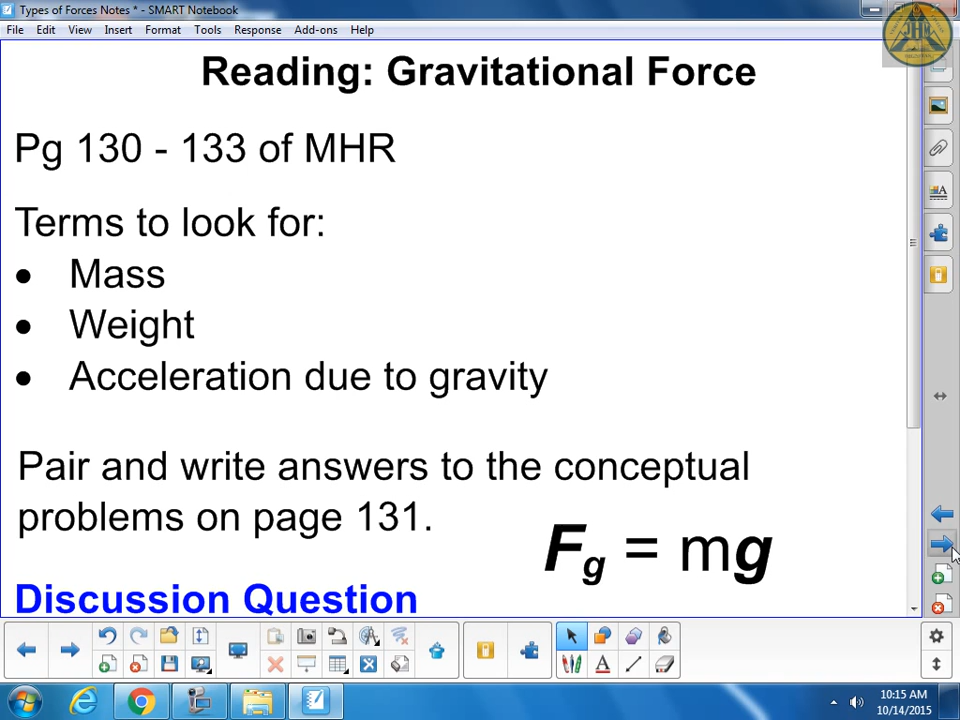 Types of Forces Notes * - SMART Notebook
File Edit View Insert Format Tools Response Add-ons Help
Reading: Gravitational Force
Pg 130 - 133 of MHR
Terms to look for:
• Mass
• Weight
• Acceleration due to gravity
Pair and write answers to the conceptual
problems on page 131.
Fg = mg
Discussion Question
10:15 AM
10/14/2015